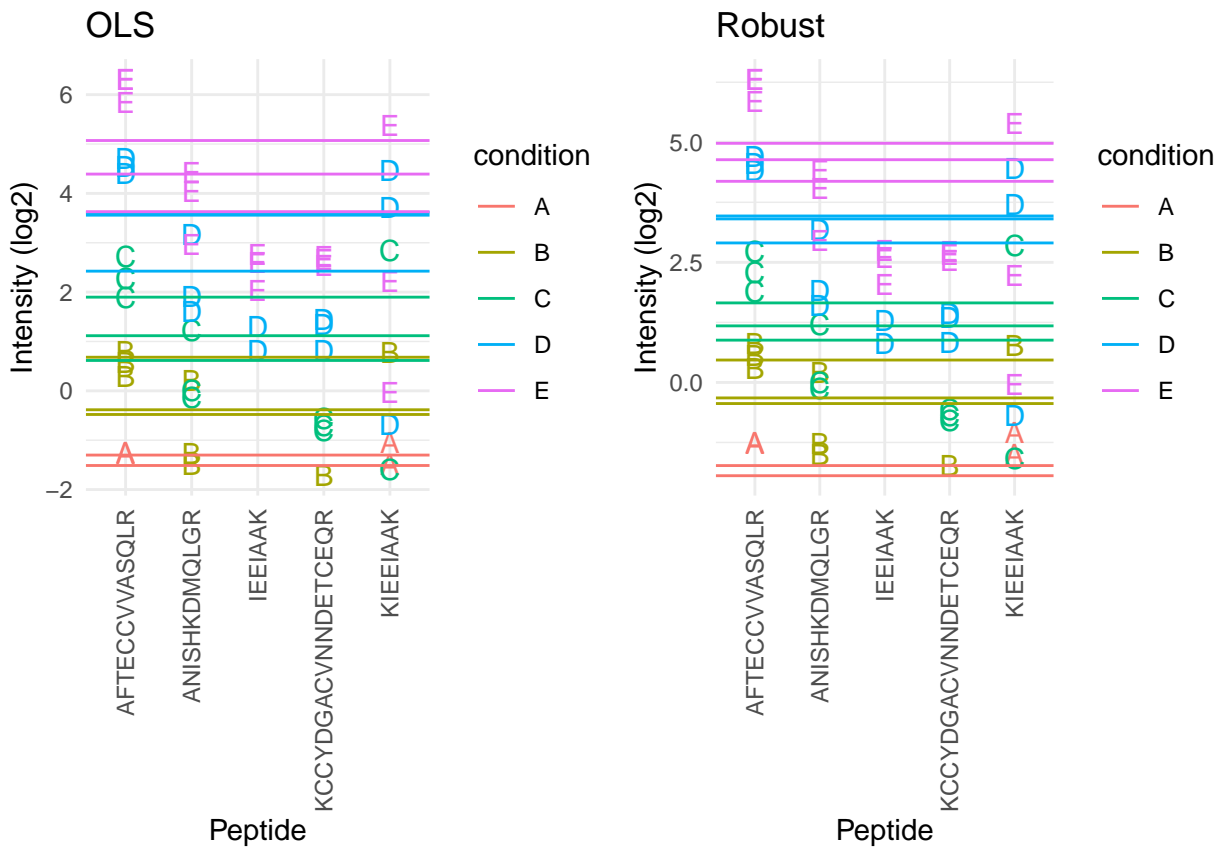 OLS
Intensity (log2)
6
4
2
0
−2
E
E
E
D
D
D
C
C
C
B
B
B
B
A
E
E
E
D
E
D
D
C
B
C
C
B
B
E
E
E
D
D
E
E
E
D
D
D
C
C
C
B
E
D
D
C
E
B
E
D
A
A
C
C
AFTECCVVASQLR
ANISHKDMQLGR
IEEIAAK
KCCYDGACVNNDETCEQR
KIEEIAAK
Peptide
condition
A
B
C
D
E
Robust
Intensity (log2)
5.0
2.5
0.0
E
E
E
D
D
D
C
C
C
B
B
B
B
A
E
E
E
D
E
D
D
C
B
C
C
B
B
E
E
E
D
D
E
E
E
D
D
D
C
C
C
B
E
D
D
C
E
B
E
D
A
A
C
C
AFTECCVVASQLR
ANISHKDMQLGR
IEEIAAK
KCCYDGACVNNDETCEQR
KIEEIAAK
Peptide
condition
A
B
C
D
E